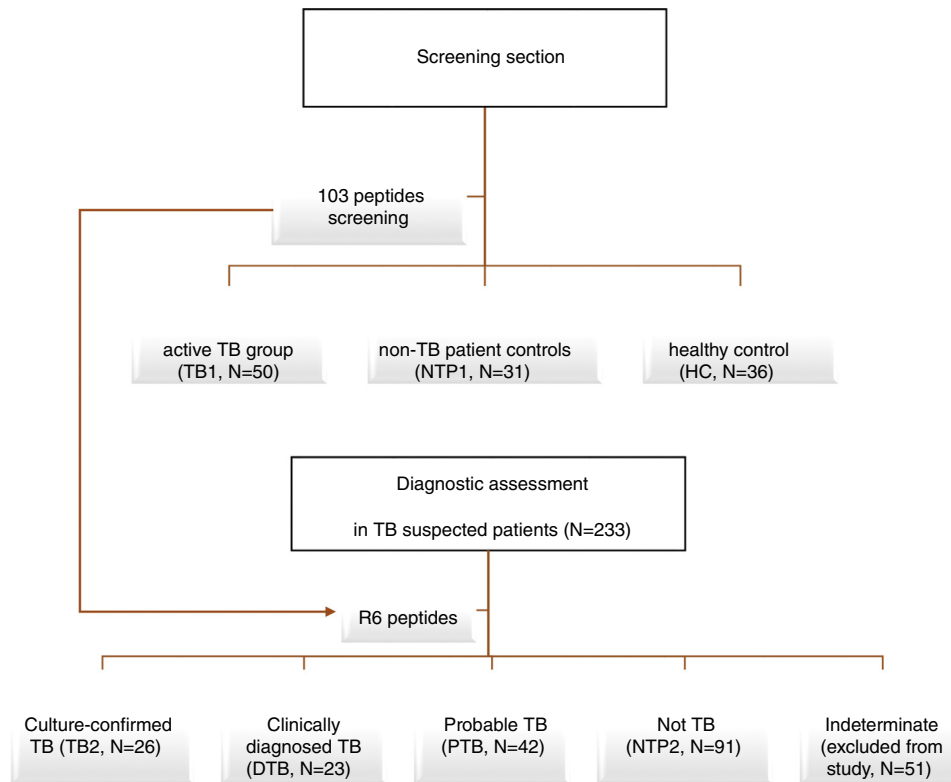 Screening section
103 peptides
screening
active TB group
(TB1, N=50)
non-TB patient controls
(NTP1, N=31)
healthy control
(HC, N=36)
Diagnostic assessment
in TB suspected patients (N=233)
R6 peptides
Culture-confirmed
TB (TB2, N=26)
Clinically
diagnosed TB
(DTB, N=23)
Probable TB
(PTB, N=42)
Not TB
(NTP2, N=91)
Indeterminate
(excluded from
study, N=51)